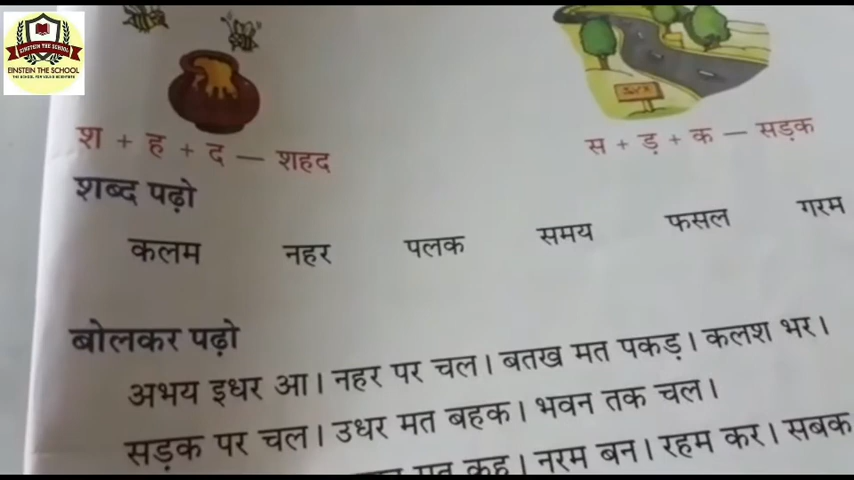 EINSTEIN THE SCHOOL
EINSTEIN THE SCHOOL
श + ह + द — शहद
स + ड़ + क — सड़क
शब्द पढ़ो
कलम नहर पलक समय फसल गरम
बोलकर पढ़ो
अभय इधर आ। नहर पर चल। बतख मत पकड़। कलश भर।
सड़क पर चल। उधर मत बहक। भवन तक चल।
मत कह। नरम बन। रहम कर। सबक